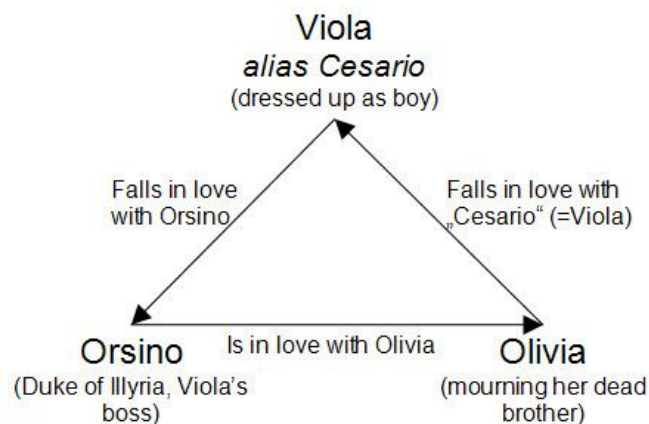 Viola
alias Cesario
(dressed up as boy)
Falls in love
with Orsino
Falls in love with
„Cesario“ (=Viola)
Orsino
(Duke of Illyria, Viola’s
boss)
Is in love with Olivia
Olivia
(mourning her dead
brother)